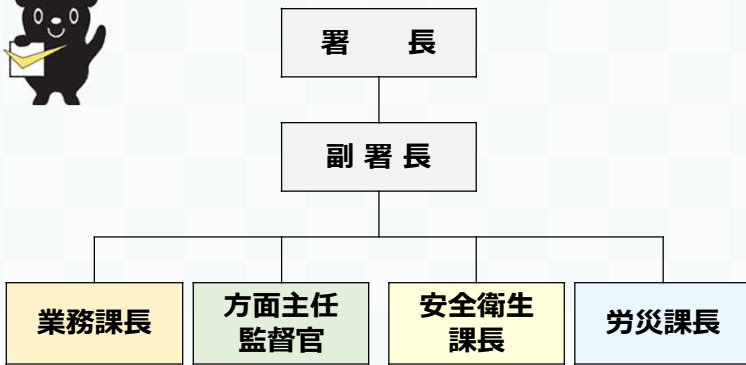 署　長
副 署 長
業務課長
方面主任
監督官
安全衛生
課長
労災課長